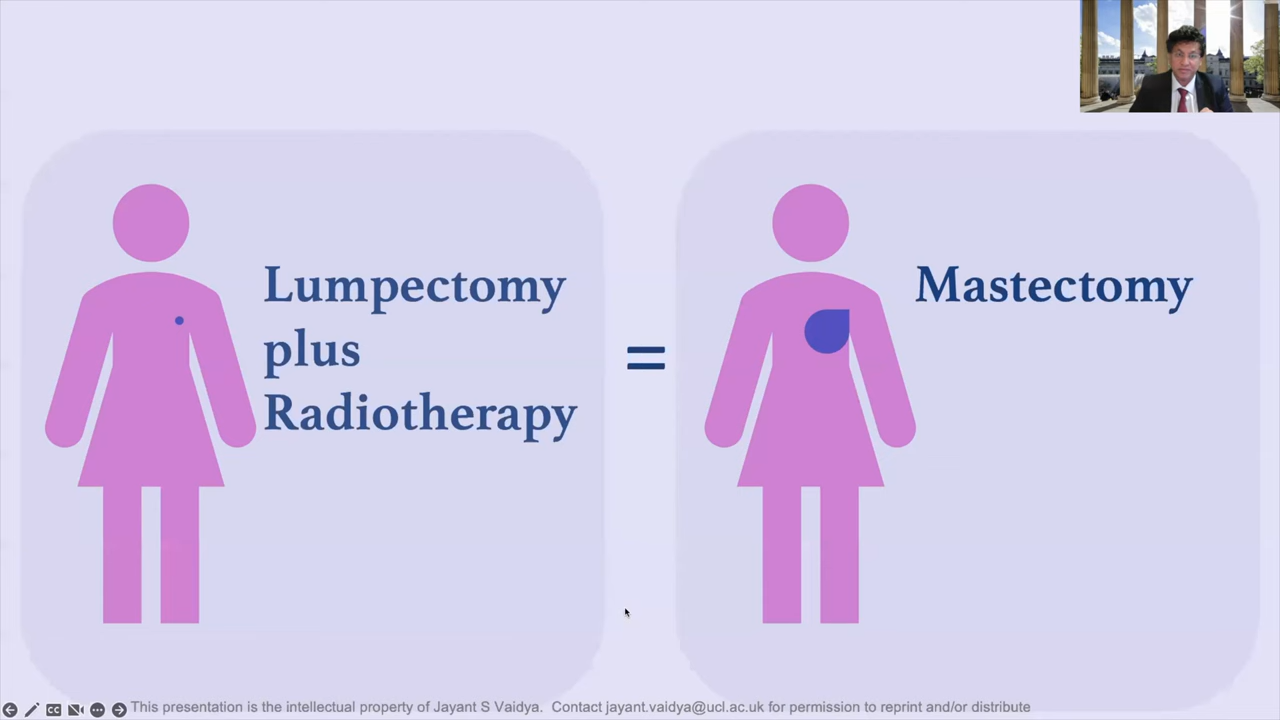 Lumpectomy
plus
Radiotherapy
=
Mastectomy
CC
This presentation is the intellectual property of Jayant S Vaidya. Contact jayant.vaidya@ucl.ac.uk for permission to reprint and/or distribute